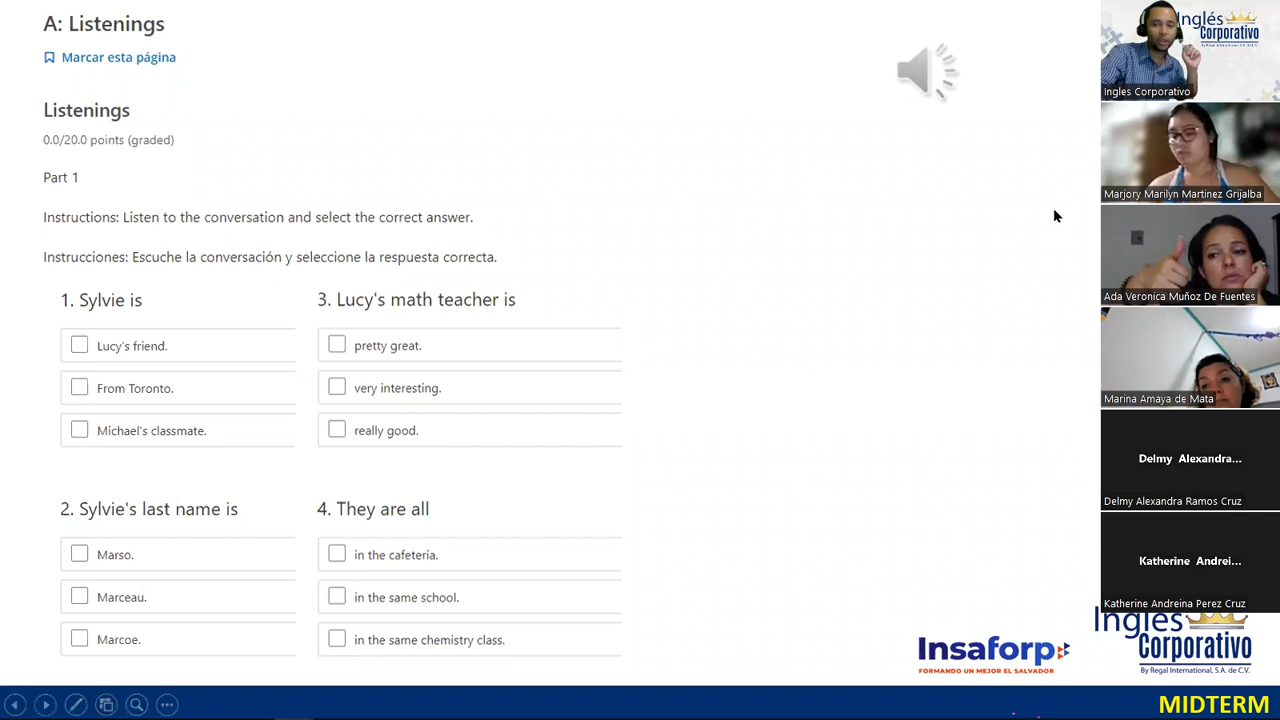 A: Listenings
Marcar esta página
Listenings
0.0/20.0 points (graded)
Part 1
Instructions: Listen to the conversation and select the correct answer.
Instrucciones: Escuche la conversación y seleccione la respuesta correcta.
1. Sylvie is
Lucy's friend.
From Toronto.
Michael's classmate.
2. Sylvie's last name is
Marso.
Marceau.
Marcoe.
3. Lucy's math teacher is
pretty great.
very interesting.
really good.
4. They are all
in the cafeteria.
in the same school.
in the same chemistry class.
Inglés
Corporativo
By Regal International, S.A. de C.V.
Ingles Corporativo
Marjory Marilyn Martinez Grijalba
Ada Veronica Muñoz De Fuentes
Marina Amaya de Mata
Delmy Alexandra...
Delmy Alexandra Ramos Cruz
Katherine Andrei...
Katherine Andreina Perez Cruz
Insaforp
FORMANDO UN MEJOR EL SALVADOR
Inglés
Corporativo
By Regal International, S.A. de C.V.
MIDTERM